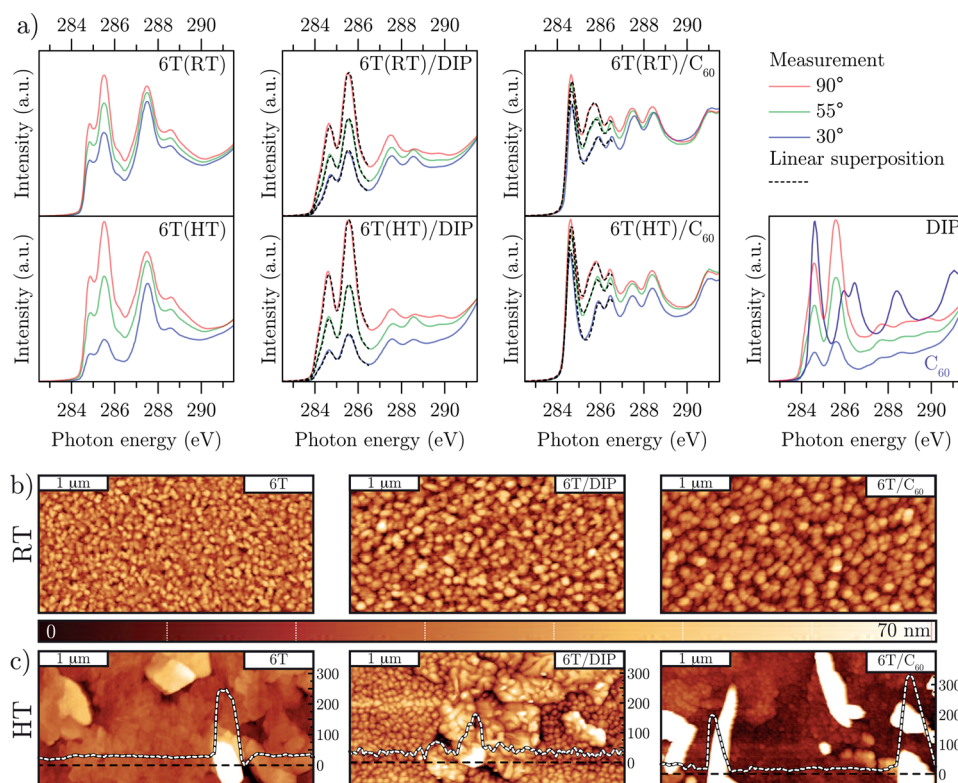 a)
284 286 288 290
284 286 288 290
284 286 288 290
Intensity (a.u.)
6T(RT)
Intensity (a.u.)
6T(RT)/DIP
Intensity (a.u.)
6T(RT)/C60
Measurement
90°
55°
30°
Linear superposition
Intensity (a.u.)
6T(HT)
Intensity (a.u.)
6T(HT)/DIP
Intensity (a.u.)
6T(HT)/C60
Intensity (a.u.)
DIP
C60
284 286 288 290
284 286 288 290
284 286 288 290
284 286 288 290
Photon energy (eV)
Photon energy (eV)
Photon energy (eV)
Photon energy (eV)
b)
RT
1 μm
6T
1 μm
6T/DIP
1 μm
6T/C60
0
70 nm
c)
HT
1 μm
6T
300
200
100
0
1 μm
6T/DIP
300
200
100
0
1 μm
6T/C60
300
200
100
0